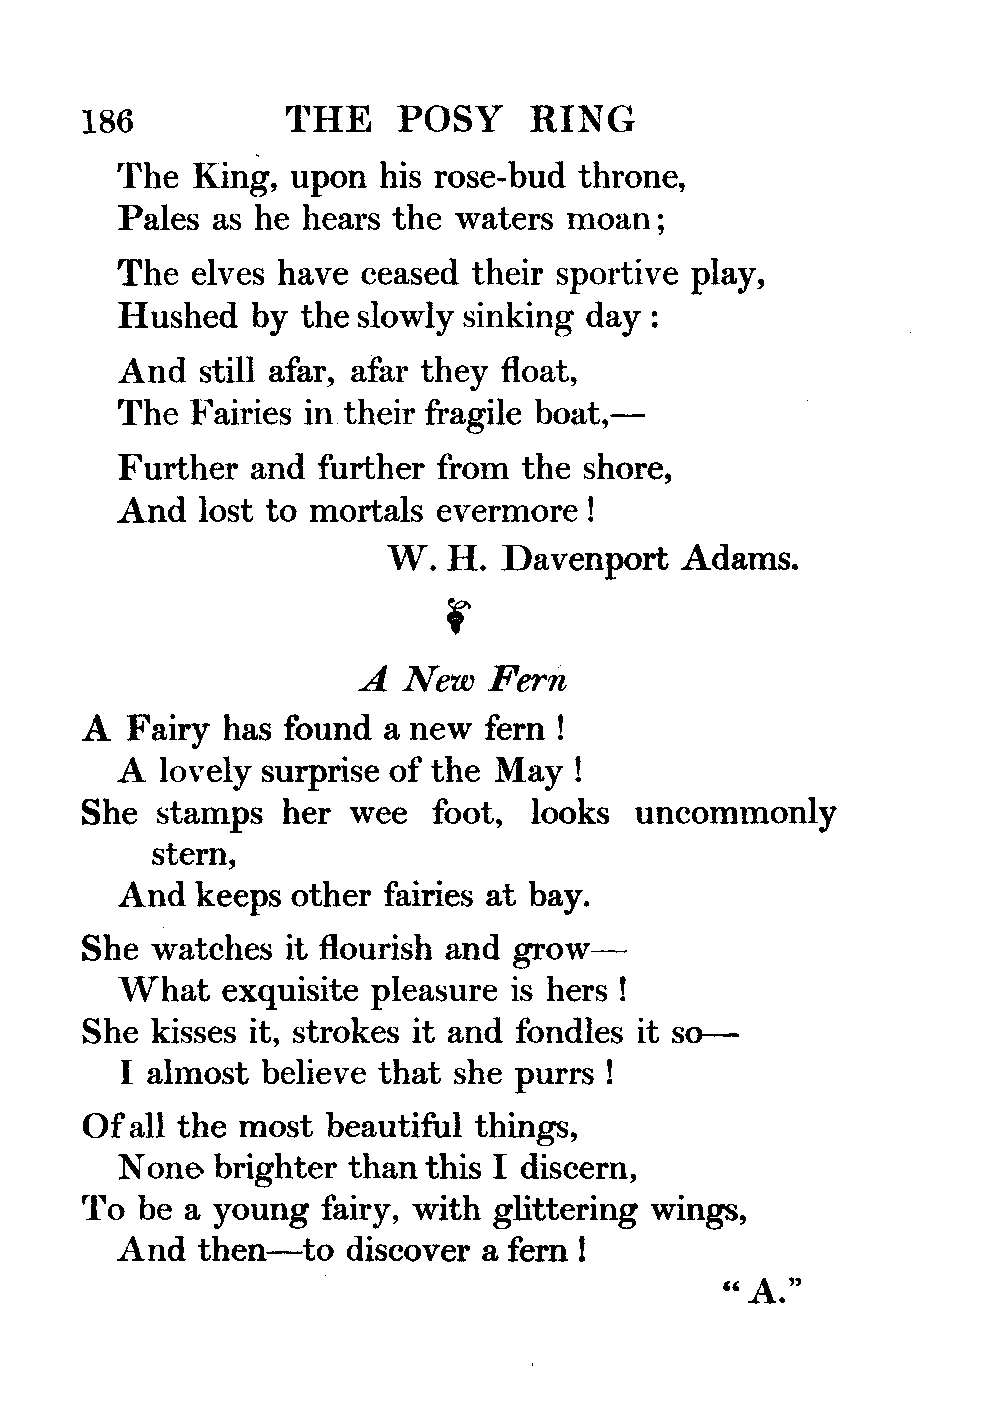 186 THE POSY RING
The King, upon his rose-bud throne,
Pales as he hears the waters moan;
The elves have ceased their sportive play,
Hushed by the slowly sinking day :
And still afar, afar they float,
The Fairies in their fragile boat,—
Further and further from the shore,
And lost to mortals evermore !
W. H. Davenport Adams.
A New Fern
A Fairy has found a new fern !
A lovely surprise of the May !
She stamps her wee foot, looks uncommonly
stern,
And keeps other fairies at bay.
She watches it flourish and grow—
What exquisite pleasure is hers !
She kisses it, strokes it and fondles it so—
I almost believe that she purrs !
Of all the most beautiful things,
None brighter than this I discern,
To be a young fairy, with glittering wings,
And then—to discover a fern !
“ A.”